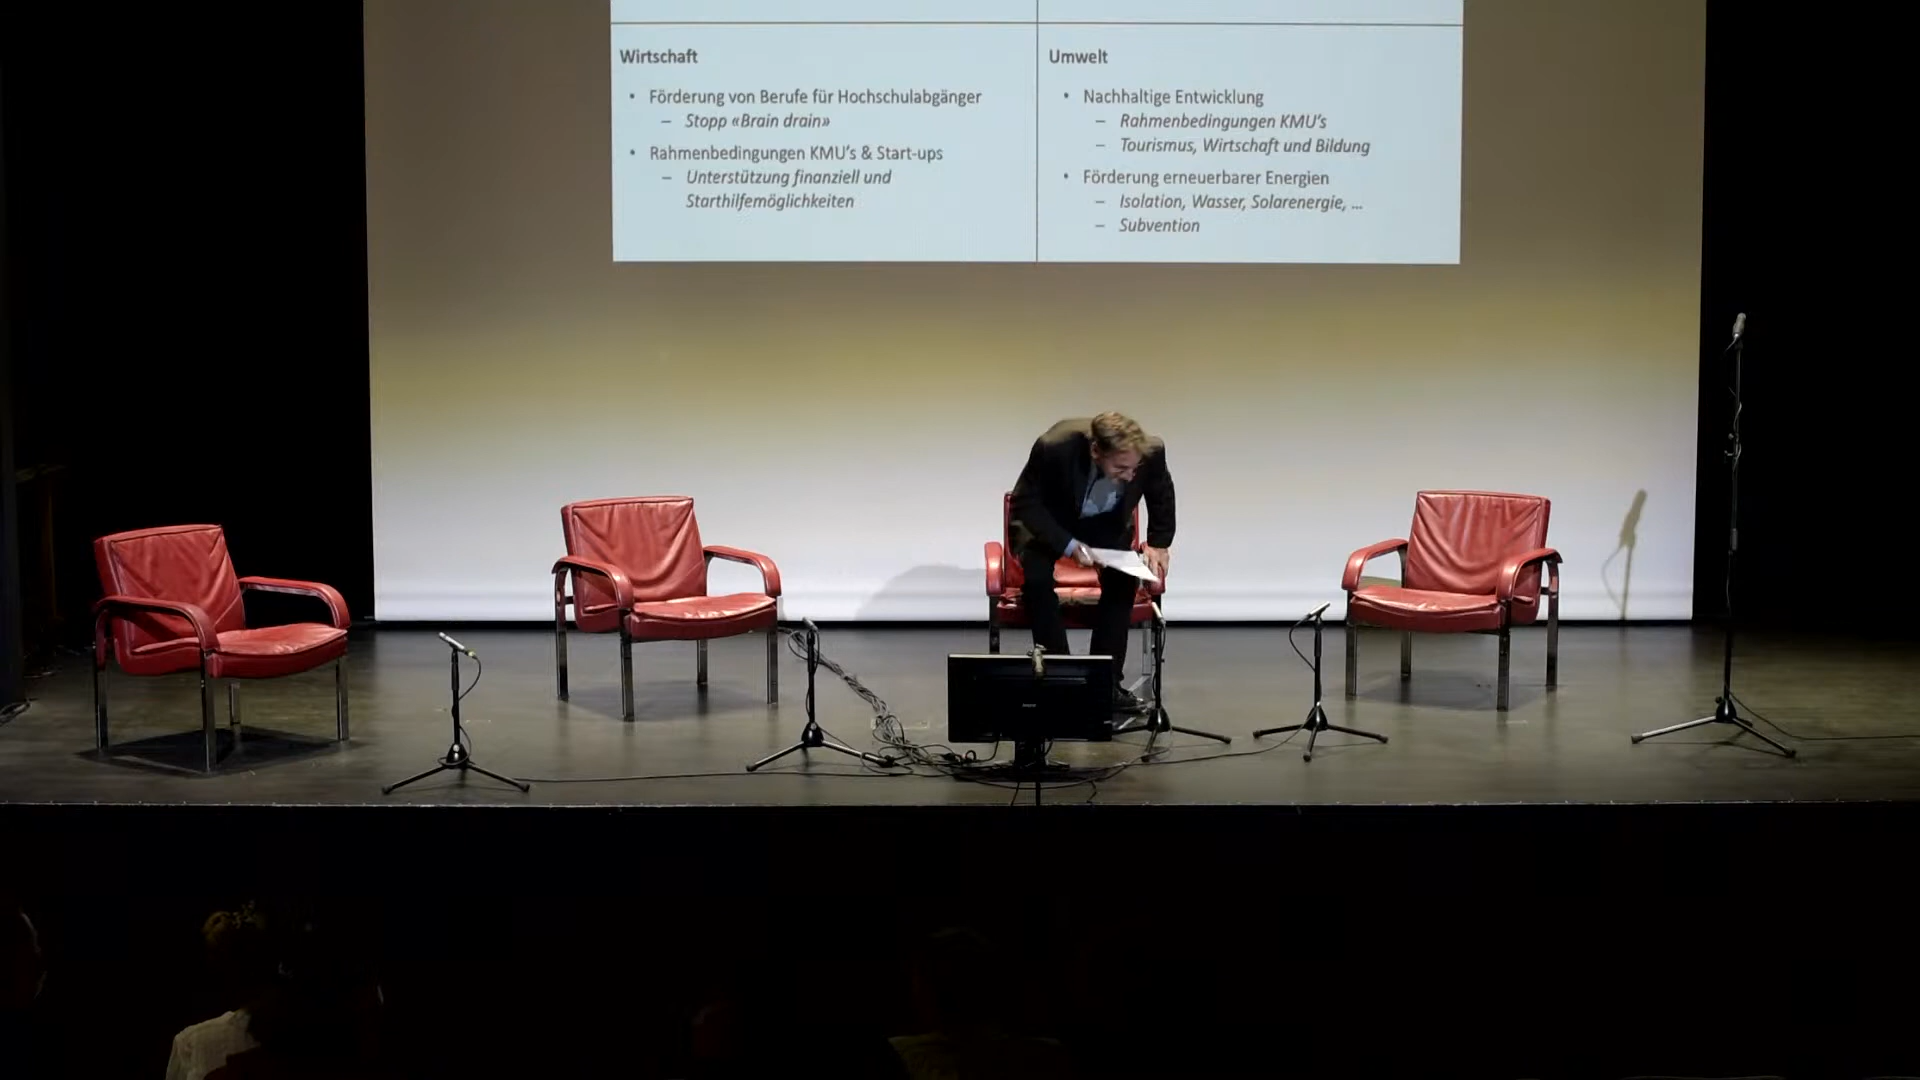 Wirtschaft
• Förderung von Berufe für Hochschulabgänger
– Stopp «Brain drain»
• Rahmenbedingungen KMU's & Start-ups
– Unterstützung finanziell und
Starthilfemöglichkeiten
Umwelt
• Nachhaltige Entwicklung
– Rahmenbedingungen KMU's
– Tourismus, Wirtschaft und Bildung
• Förderung erneuerbarer Energien
– Isolation, Wasser, Solarenergie, ...
– Subvention